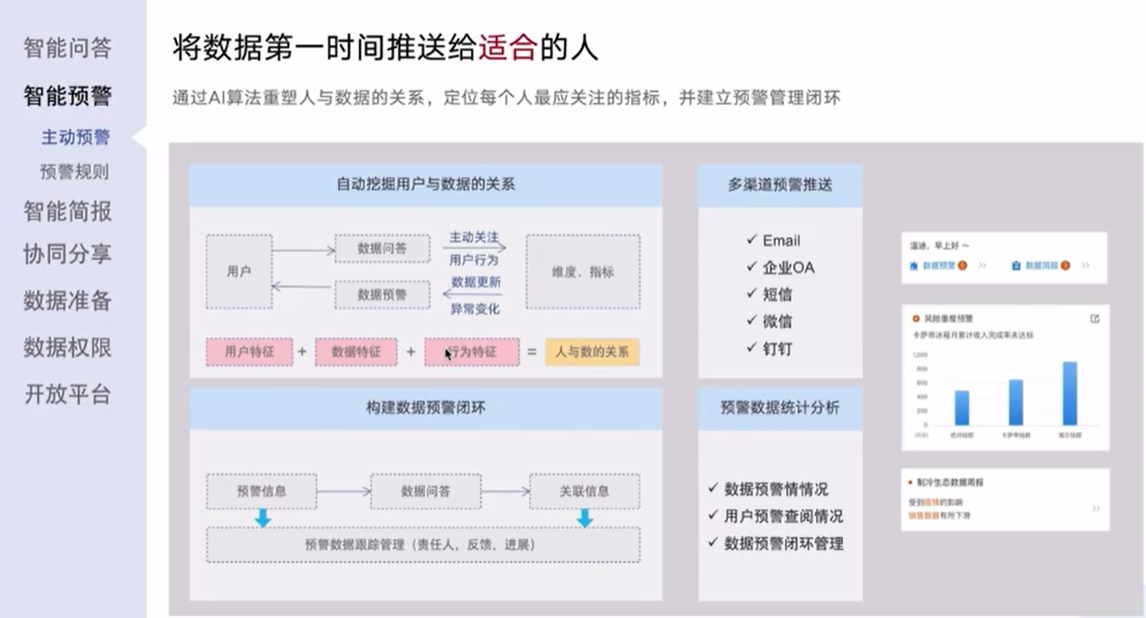 智能问答
智能预警
主动预警
预警规则
智能简报
协同分享
数据准备
数据权限
开放平台
将数据第一时间推送给适合的人
通过AI算法重塑人与数据的关系，定位每个人最应关注的指标，并建立预警管理闭环
自动挖掘用户与数据的关系
用户
数据问答
数据预警
主动关注
用户行为
数据更新
异常变化
维度、指标
用户特征 + 数据特征 + 行为特征 = 人与数的关系
多渠道预警推送
✓ Email
✓ 企业OA
✓ 短信
✓ 微信
✓ 钉钉
构建数据预警闭环
预警信息
数据问答
关联信息
预警数据跟踪管理（责任人，反馈，进展）
预警数据统计分析
✓ 数据预警情情况
✓ 用户预警查阅情况
✓ 数据预警闭环管理
温迪，早上好 ～
数据预警
数据简报
风险重度预警
卡萨帝冰箱月累计收入完成率未达标
1,000
800
600
400
200
0
制冷生态数据周报
受到疫情的影响
销售数据有所下滑